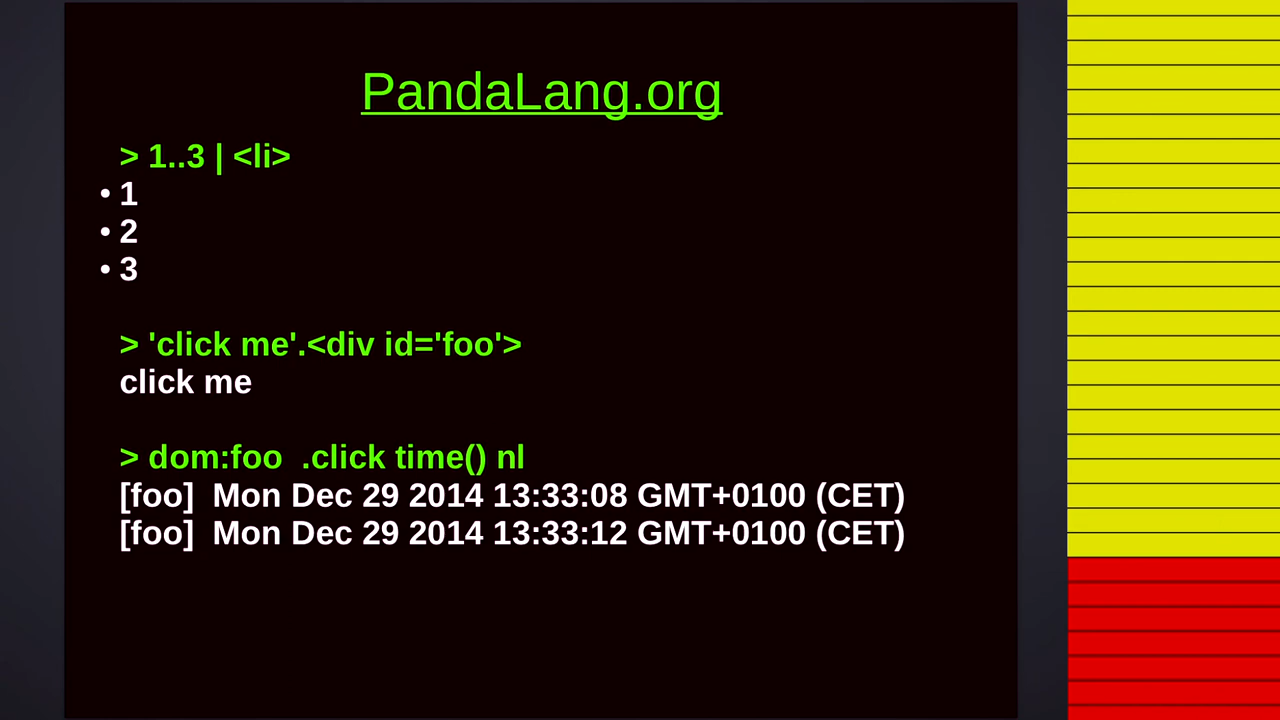 PandaLang.org
> 1..3 | <li>
• 1
• 2
• 3
> 'click me'.<div id='foo'>
click me
> dom:foo  .click time() nl
[foo]  Mon Dec 29 2014 13:33:08 GMT+0100 (CET)
[foo]  Mon Dec 29 2014 13:33:12 GMT+0100 (CET)